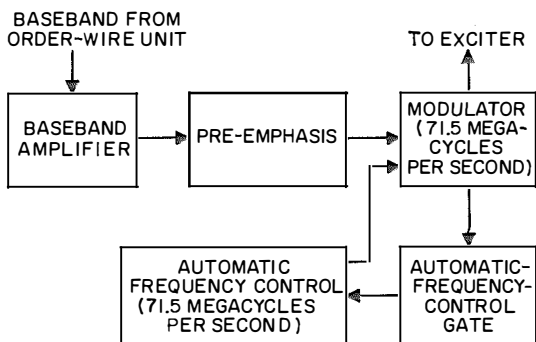 BASEBAND FROM
ORDER-WIRE UNIT
TO EXCITER
BASEBAND
AMPLIFIER
PRE-EMPHASIS
MODULATOR
(71.5 MEGA-
CYCLES
PER SECOND)
AUTOMATIC
FREQUENCY CONTROL
(71.5 MEGACYCLES
PER SECOND)
AUTOMATIC-
FREQUENCY-
CONTROL
GATE